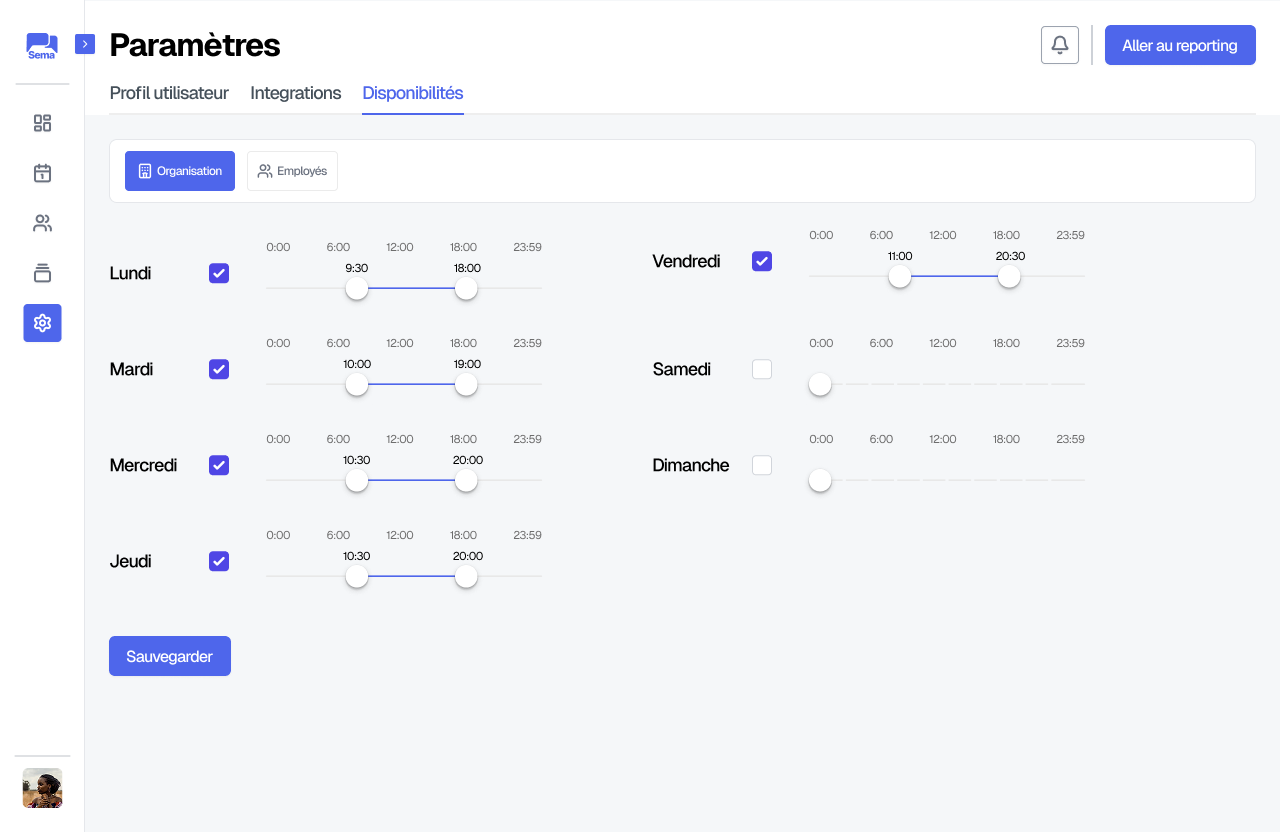 Sema
Paramètres
Aller au reporting
Profil utilisateur Integrations Disponibilités
Organisation Employés
Lundi
0:00 6:00 12:00 18:00 23:59
9:30 18:00
Mardi
0:00 6:00 12:00 18:00 23:59
10:00 19:00
Mercredi
0:00 6:00 12:00 18:00 23:59
10:30 20:00
Jeudi
0:00 6:00 12:00 18:00 23:59
10:30 20:00
Vendredi
0:00 6:00 12:00 18:00 23:59
11:00 20:30
Samedi
0:00 6:00 12:00 18:00 23:59
Dimanche
0:00 6:00 12:00 18:00 23:59
Sauvegarder